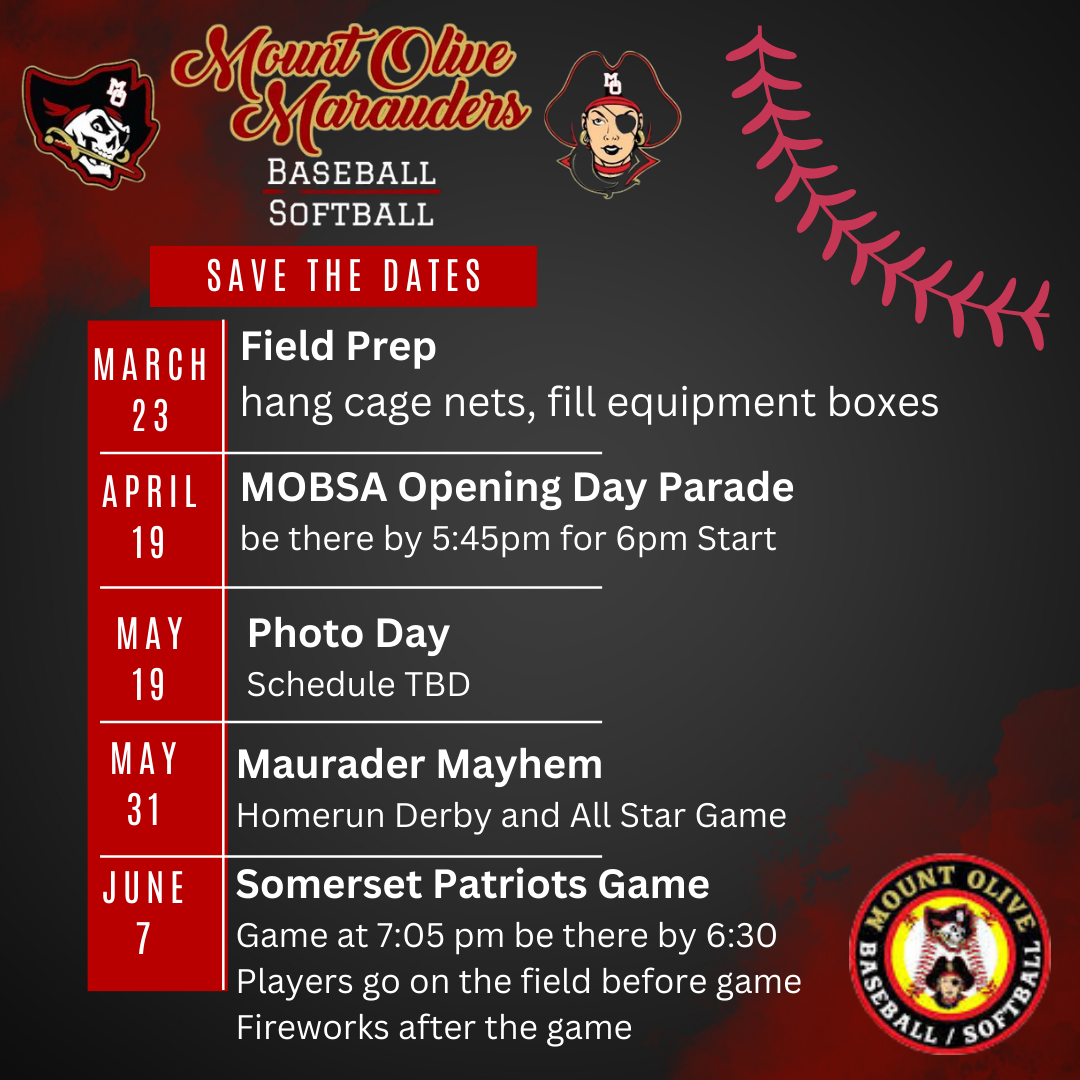 MO
Mount Olive
Marauders
MO
BASEBALL
SOFTBALL
SAVE THE DATES
MARCH
23
Field Prep
hang cage nets, fill equipment boxes
APRIL
19
MOBSA Opening Day Parade
be there by 5:45pm for 6pm Start
MAY
19
Photo Day
Schedule TBD
MAY
31
Maurader Mayhem
Homerun Derby and All Star Game
JUNE
7
Somerset Patriots Game
Game at 7:05 pm be there by 6:30
Players go on the field before game
Fireworks after the game
MOUNT OLIVE
BASEBALL / SOFTBALL